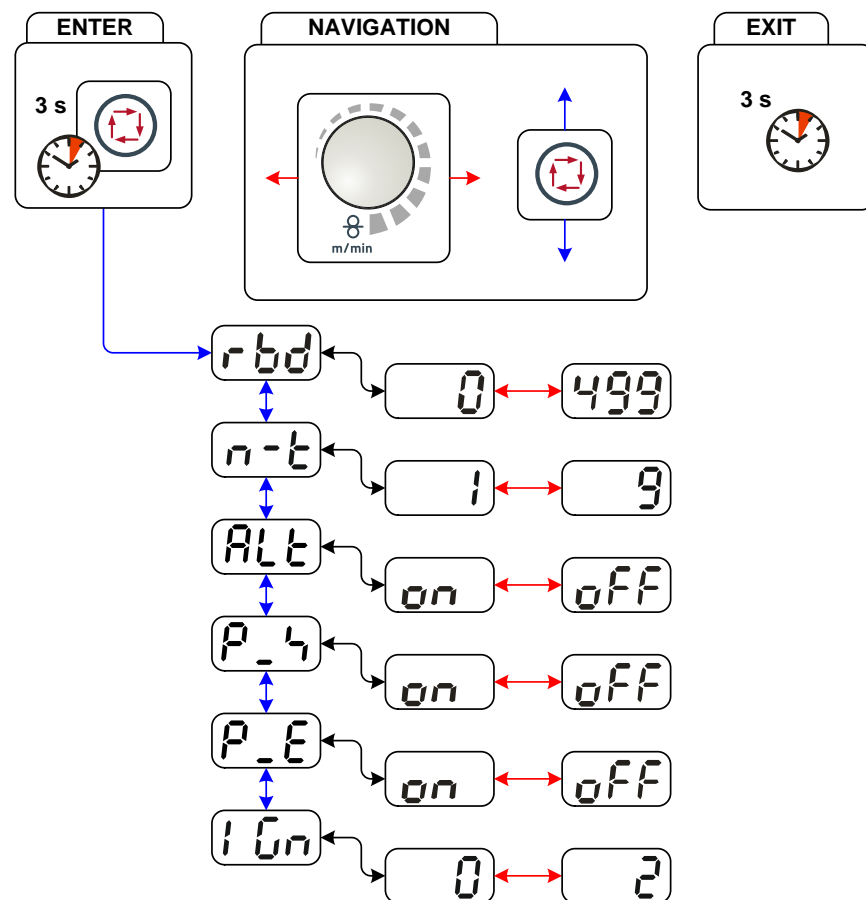 ENTER
NAVIGATION
EXIT
3 s
3 s
m/min
rbd
0
499
n-t
1
9
ALt
on
oFF
P_4
on
oFF
P_E
on
oFF
IGn
0
2